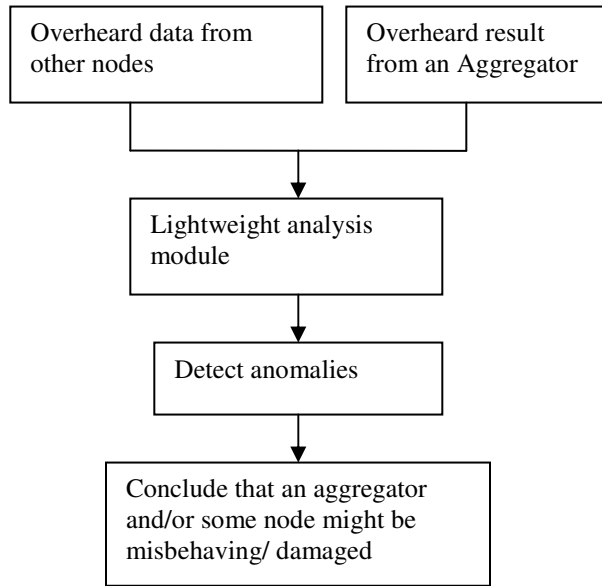 Overheard data from
other nodes
Overheard result
from an Aggregator
Lightweight analysis
module
Detect anomalies
Conclude that an aggregator
and/or some node might be
misbehaving/ damaged